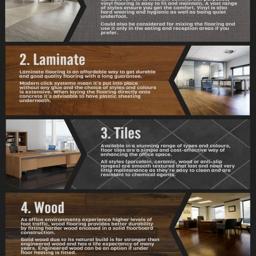 vinyl flooring is easy to fit and maintain. A vast range
of styles ensure you get the comfort. Vinyl is also
hard wearing and hygienic as well as being quiet
underfoot.
Could also be considered for mixing the flooring and
use it only in the eating and reception areas if you
prefer.
2. Laminate
Laminate flooring is an affordable way to get durable
and good quality flooring with a long guarantee.
Modern click systems mean it's put into place
without any glue and the choice of styles and colours
is extensive. When laying the flooring directly onto
concrete it's advisable to have plastic sheeting
underneath.
3. Tiles
Available in a stunning range of types and colours,
floor tiles are a simple and cost-effective way of
enhancing the office space.
All styles (porcelain, ceramic, wood or anti-slip
ranges) are smooth textures that last and need very
little maintenance as they're easy to clean and are
resistant to chemical agents.
4. Wood
As office environments experience higher levels of
foot traffic, wood flooring provides better durability
by fitting harder wood encased in a solid floorboard
construction.
Solid wood due to its natural build is far stronger than
engineered wood and has a life expectancy of many
years. Engineered wood can be an option if under
floor heating is fitted.